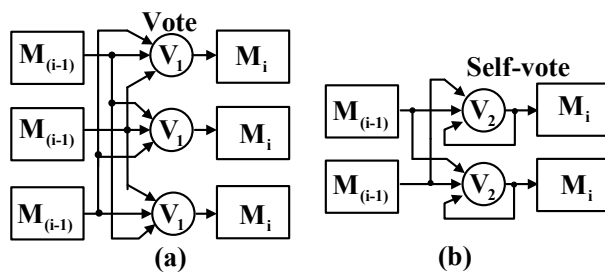 Vote
M(i-1) V1 Mi
M(i-1) V1 Mi
M(i-1) V1 Mi
(a)
Self-vote
M(i-1) V2 Mi
M(i-1) V2 Mi
(b)